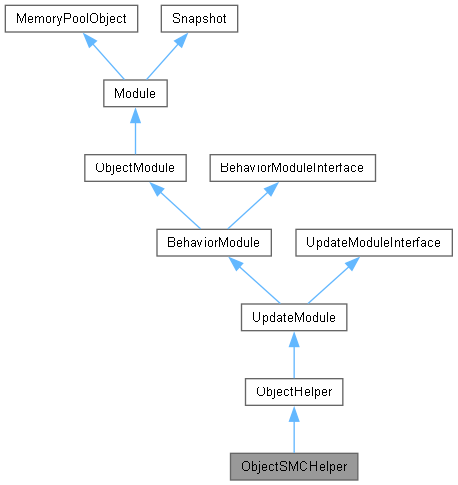 MemoryPoolObject
Snapshot
Module
ObjectModule
BehaviorModuleInterface
BehaviorModule
UpdateModuleInterface
UpdateModule
ObjectHelper
ObjectSMCHelper